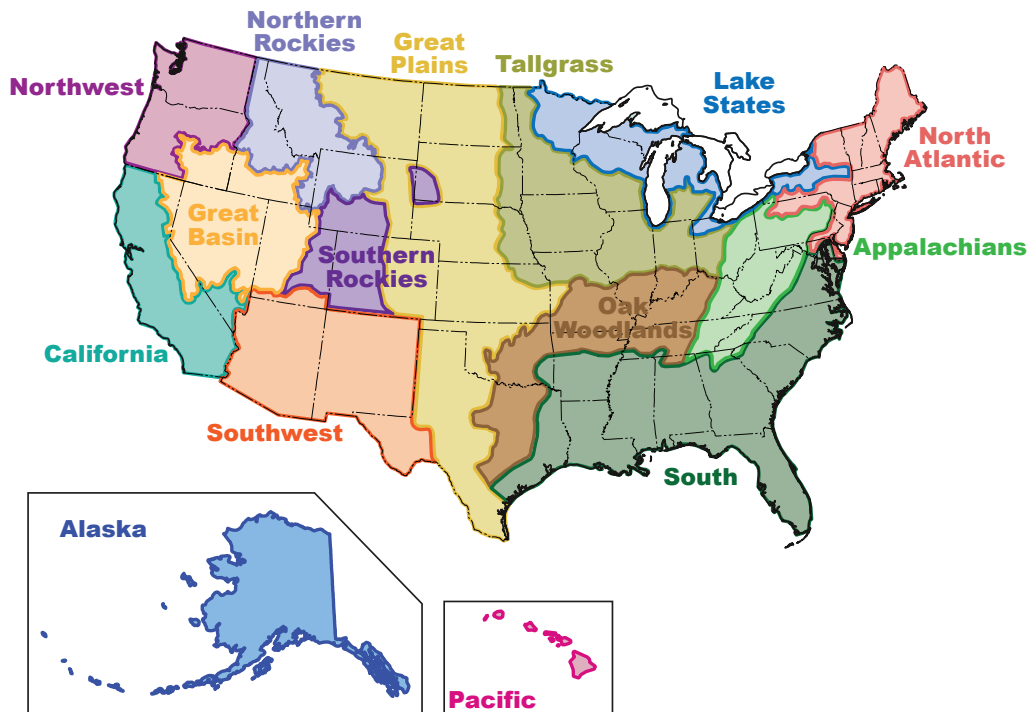 Northern
Rockies
Great
Plains
Tallgrass
Northwest
Lake
States
North
Atlantic
Great
Basin
Southern
Rockies
Appalachians
Oak
Woodlands
California
Southwest
South
Alaska
Pacific